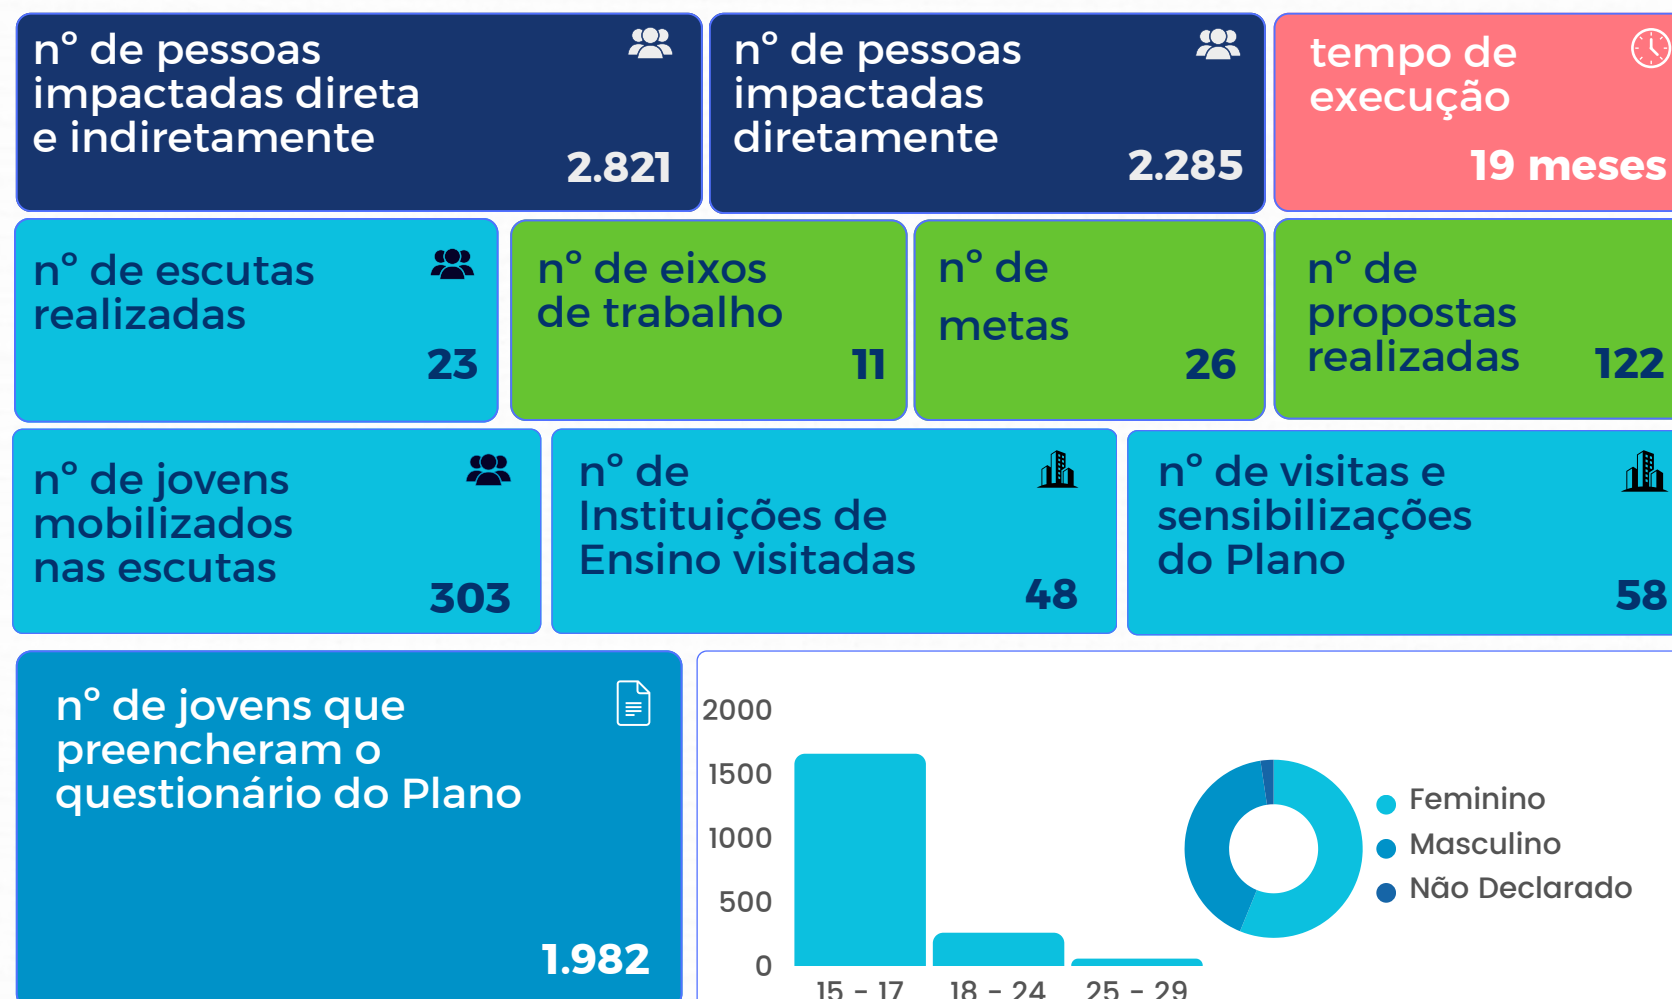 nº de pessoas
impactadas direta
e indiretamente
2.821
nº de pessoas
impactadas
diretamente
2.285
tempo de
execução
19 meses
nº de escutas
realizadas
23
nº de eixos
de trabalho
11
nº de
metas
26
nº de
propostas
realizadas
122
nº de jovens
mobilizados
nas escutas
303
nº de
Instituições de
Ensino visitadas
48
nº de visitas e
sensibilizações
do Plano
58
nº de jovens que
preencheram o
questionário do Plano
1.982
2000
1500
1000
500
0
15 - 17
18 - 24
25 - 29
Feminino
Masculino
Não Declarado